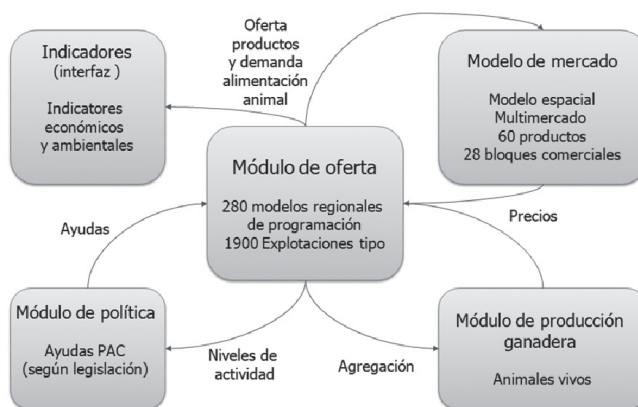 Indicadores
(interfaz )
Indicatores
económicos
y ambientales
Oferta
productos
y demanda
alimentación
animal
Modelo de mercado
Modelo espacial
Multimercado
60 productos
28 bloques comerciales
Módulo de oferta
280 modelos regionales
de programación
1900 Explotaciones tipo
Ayudas
Precios
Módulo de política
Ayudas PAC
(según legislación)
Niveles de
actividad
Agregación
Módulo de producción
ganadera
Animales vivos